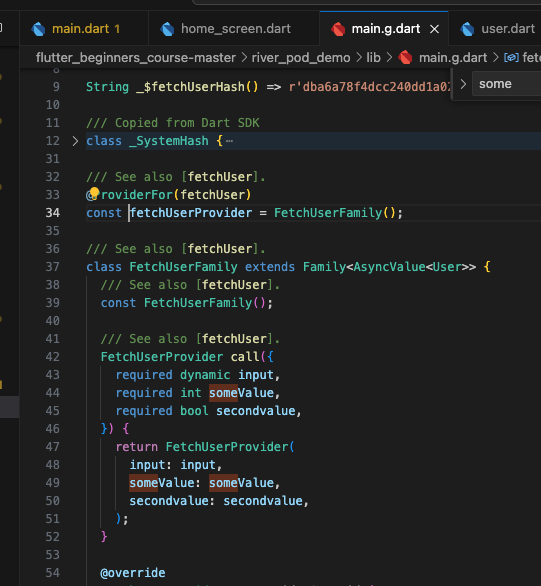 main.dart 1
home_screen.dart
main.g.dart
user.dart
flutter_beginners_course-master > river_pod_demo > lib > main.g.dart >
some
9 String _$fetchUserHash() => r'dba6a78f4dcc240dd1a0
10
11 /// Copied from Dart SDK
12 class _SystemHash { ⋯
31
32 /// See also [fetchUser].
33 @ roviderFor(fetchUser)
34 const fetchUserProvider = FetchUserFamily();
35
36 /// See also [fetchUser].
37 class FetchUserFamily extends Family<AsyncValue<User>> {
38 /// See also [fetchUser].
39 const FetchUserFamily();
40
41 /// See also [fetchUser].
42 FetchUserProvider call({
43 required dynamic input,
44 required int someValue,
45 required bool secondvalue,
46 }) {
47 return FetchUserProvider(
48 input: input,
49 someValue: someValue,
50 secondvalue: secondvalue,
51 );
52 }
53
54 @override